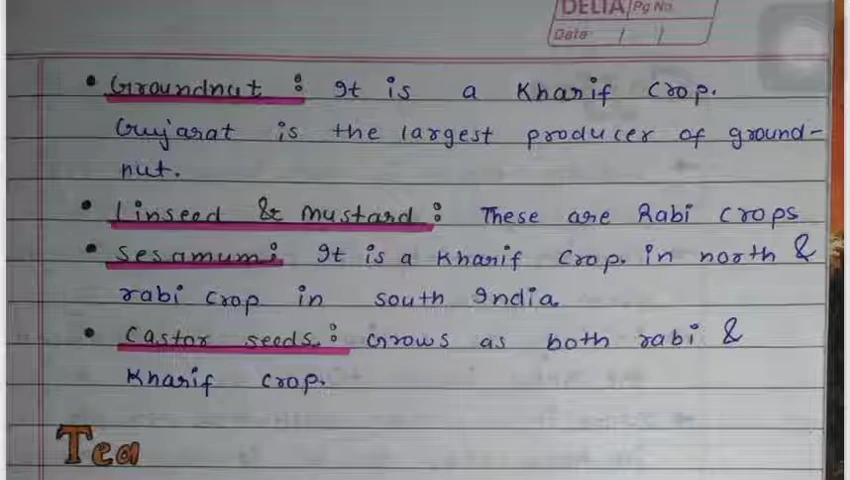 DELTA Pg No.
Date / /
• Groundnut : It is a Kharif Crop.
Gujarat is the largest producer of ground-
nut.
• Linseed & Mustard : These are Rabi crops
• Sesamum : It is a Kharif Crop. in north &
rabi crop in south India.
• Castor seeds. : Grows as both rabi &
Kharif crop.
Tea